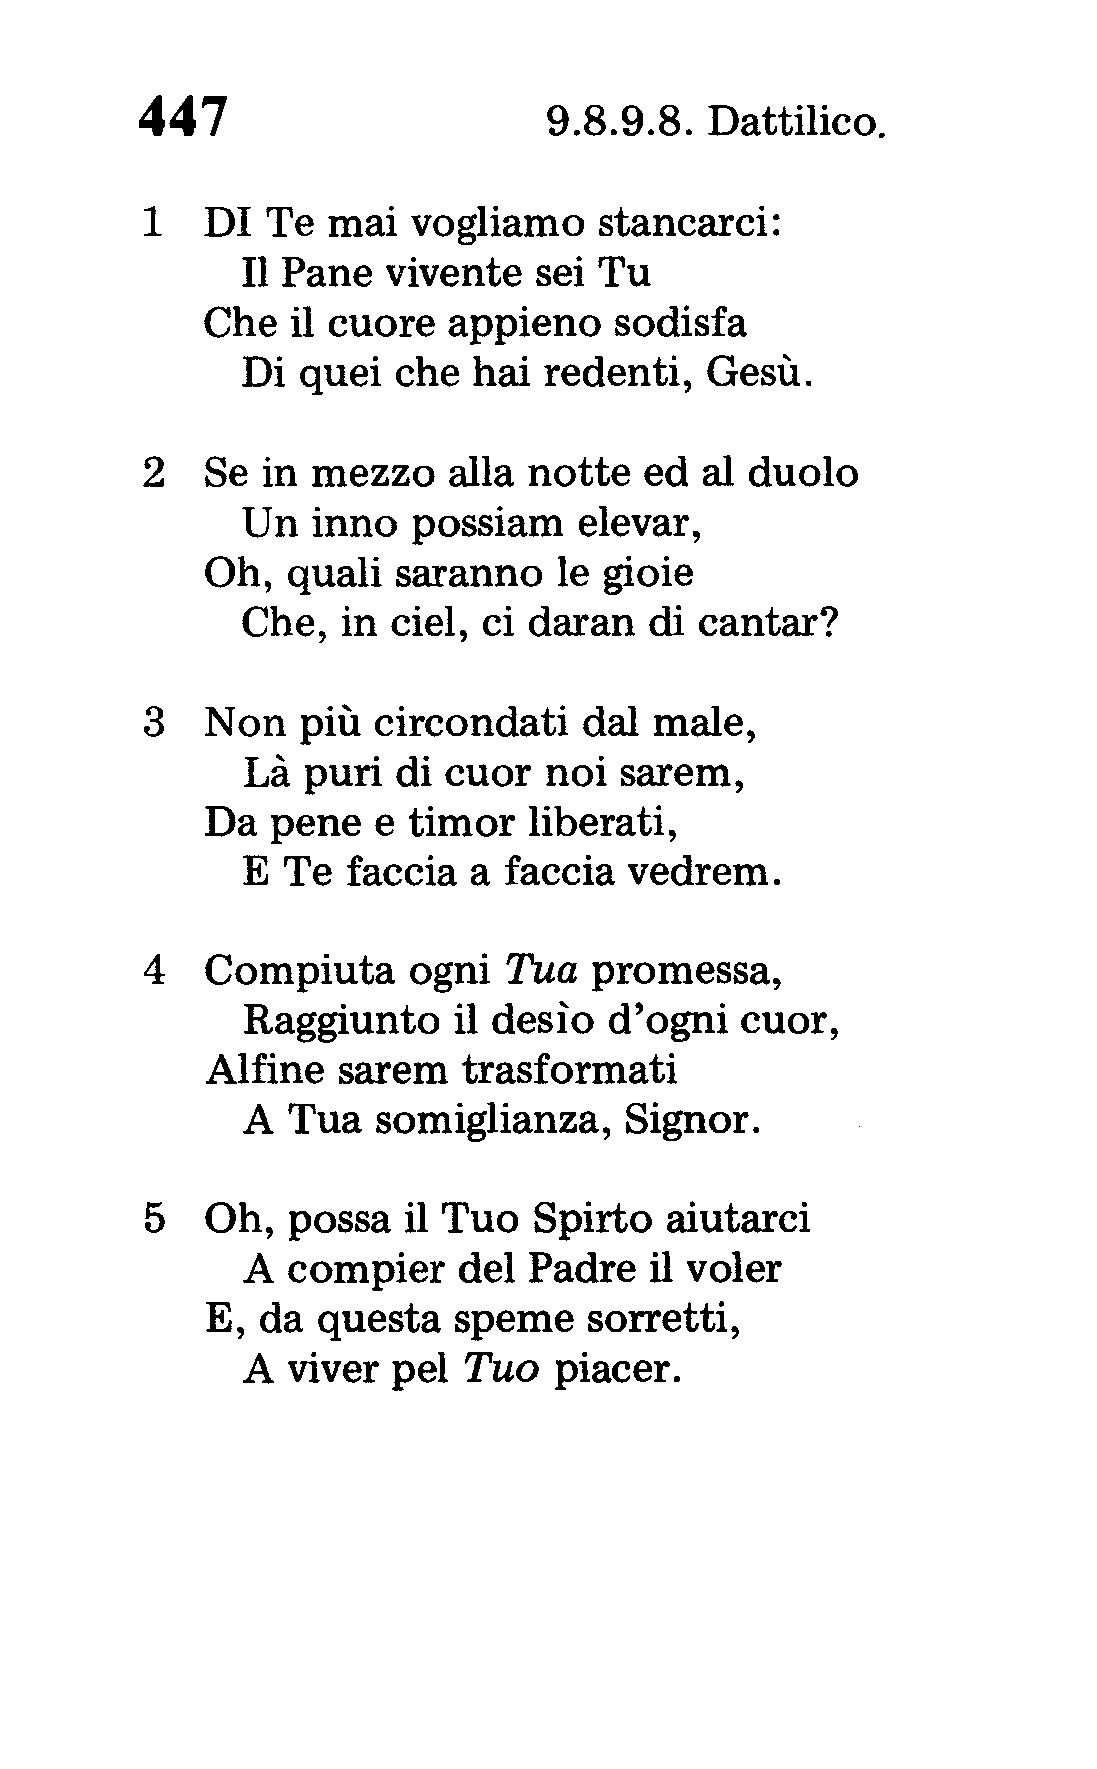 447 9.8.9.8. Dattilico.
1 DI Te mai vogliamo stancarci:
Il Pane vivente sei Tu
Che il cuore appieno sodisfa
Di quei che hai redenti, Gesù.
2 Se in mezzo alla notte ed al duolo
Un inno possiam elevar,
Oh, quali saranno le gioie
Che, in ciel, ci daran di cantar?
3 Non più circondati dal male,
Là puri di cuor noi sarem,
Da pene e timor liberati,
E Te faccia a faccia vedrem.
4 Compiuta ogni Tua promessa,
Raggiunto il desìo d'ogni cuor,
Alfine sarem trasformati
A Tua somiglianza, Signor.
5 Oh, possa il Tuo Spirto aiutarci
A compier del Padre il voler
E, da questa speme sorretti,
A viver pel Tuo piacer.